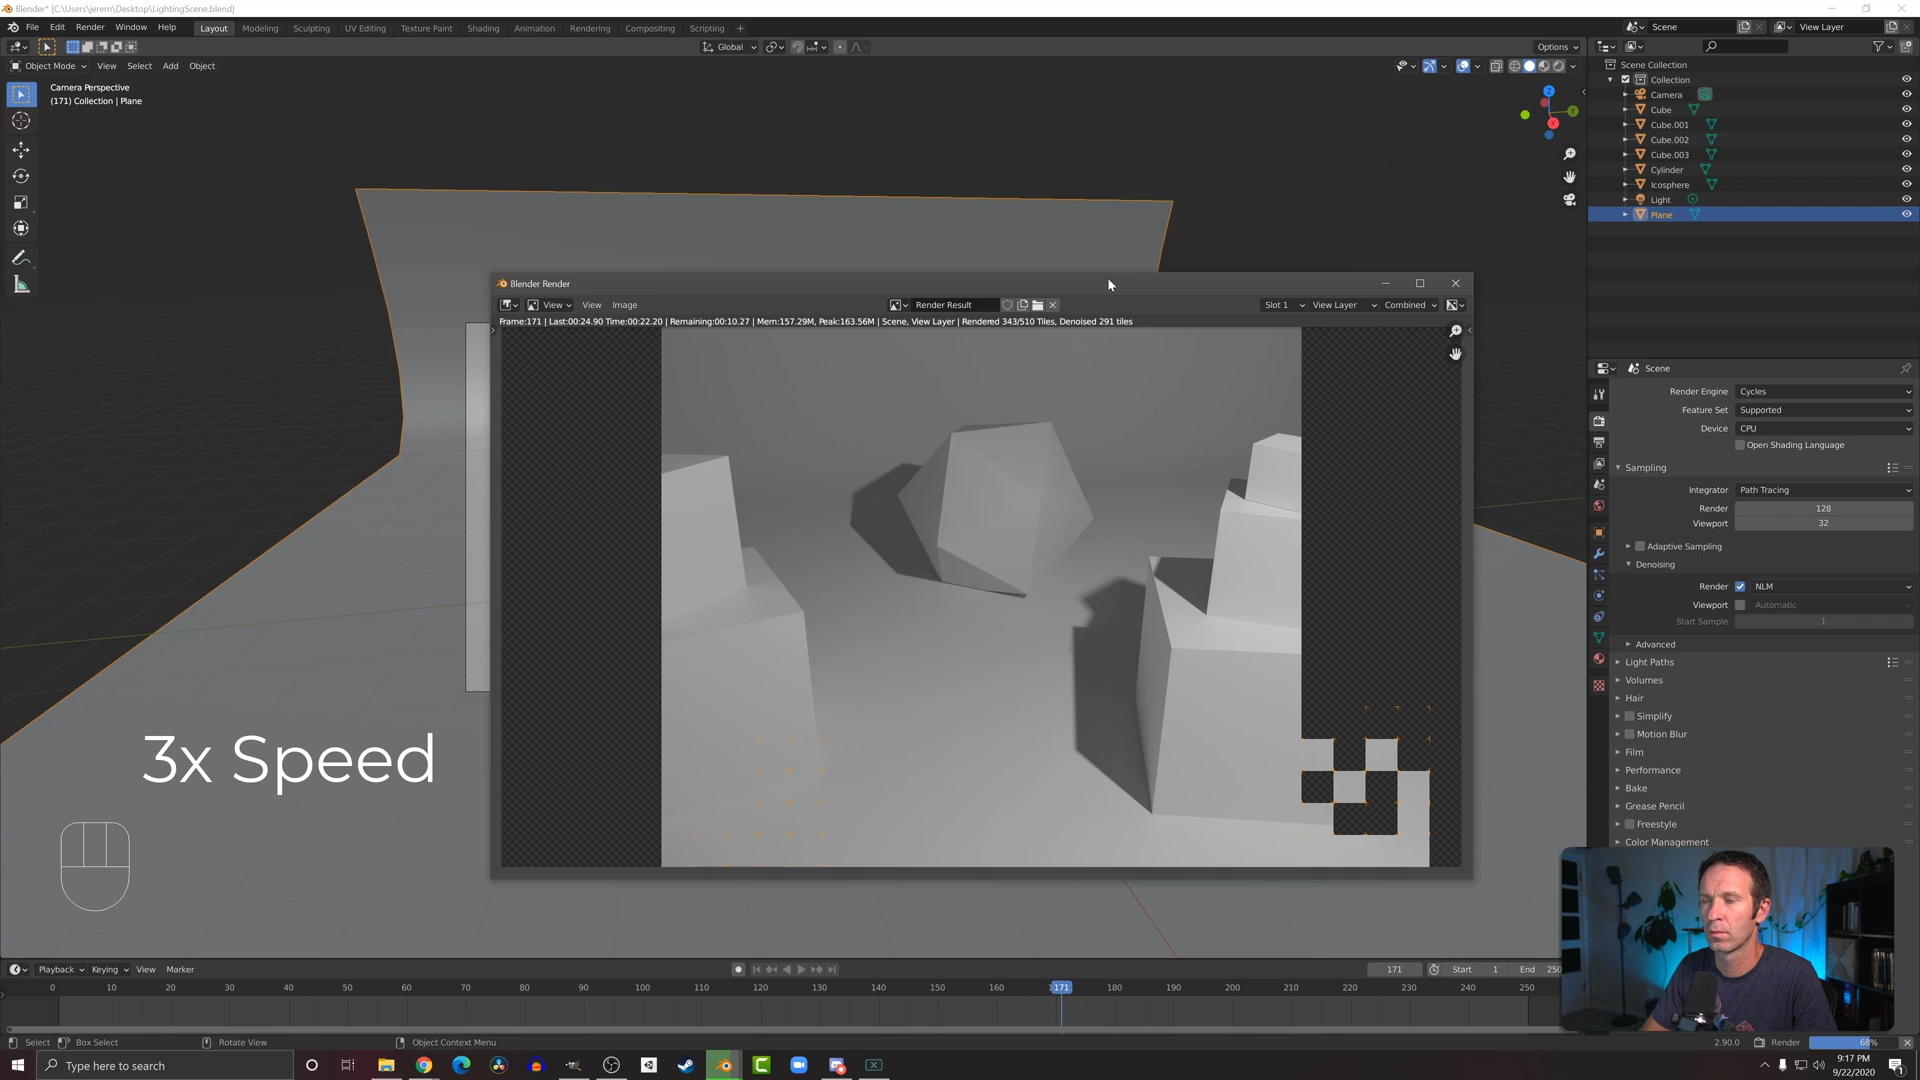 Blender* [C:\Users\jerem\Desktop\LightingScene.blend]
File Edit Render Window Help
Layout Modeling Sculpting UV Editing Texture Paint Shading Animation Rendering Compositing Scripting +
Scene
View Layer
Global
Options
Object Mode View Select Add Object
Camera Perspective
(171) Collection | Plane
Z
Y
X
Scene Collection
Collection
Camera
Cube
Cube.001
Cube.002
Cube.003
Cylinder
Icosphere
Light
Plane
Blender Render
View View Image
Render Result
Slot 1 View Layer Combined
Frame:171 | Last:00:24.90 Time:00:22.20 | Remaining:00:10.27 | Mem:157.29M, Peak:163.56M | Scene, View Layer | Rendered 343/510 Tiles, Denoised 291 tiles
Scene
Render Engine Cycles
Feature Set Supported
Device CPU
Open Shading Language
Sampling
Integrator Path Tracing
Render 128
Viewport 32
Adaptive Sampling
Denoising
Render NLM
Viewport Automatic
Start Sample 1
Advanced
Light Paths
Volumes
Hair
Simplify
Motion Blur
Film
Performance
Bake
Grease Pencil
Freestyle
Color Management
3x Speed
Playback Keying View Marker
171 Start 1 End 250
0 10 20 30 40 50 60 70 80 90 100 110 120 130 140 150 160 171 180 190 200 210 220 230 240 250
Select Box Select Rotate View Object Context Menu
2.90.0 Render 68%
Type here to search
9:17 PM
9/22/2020